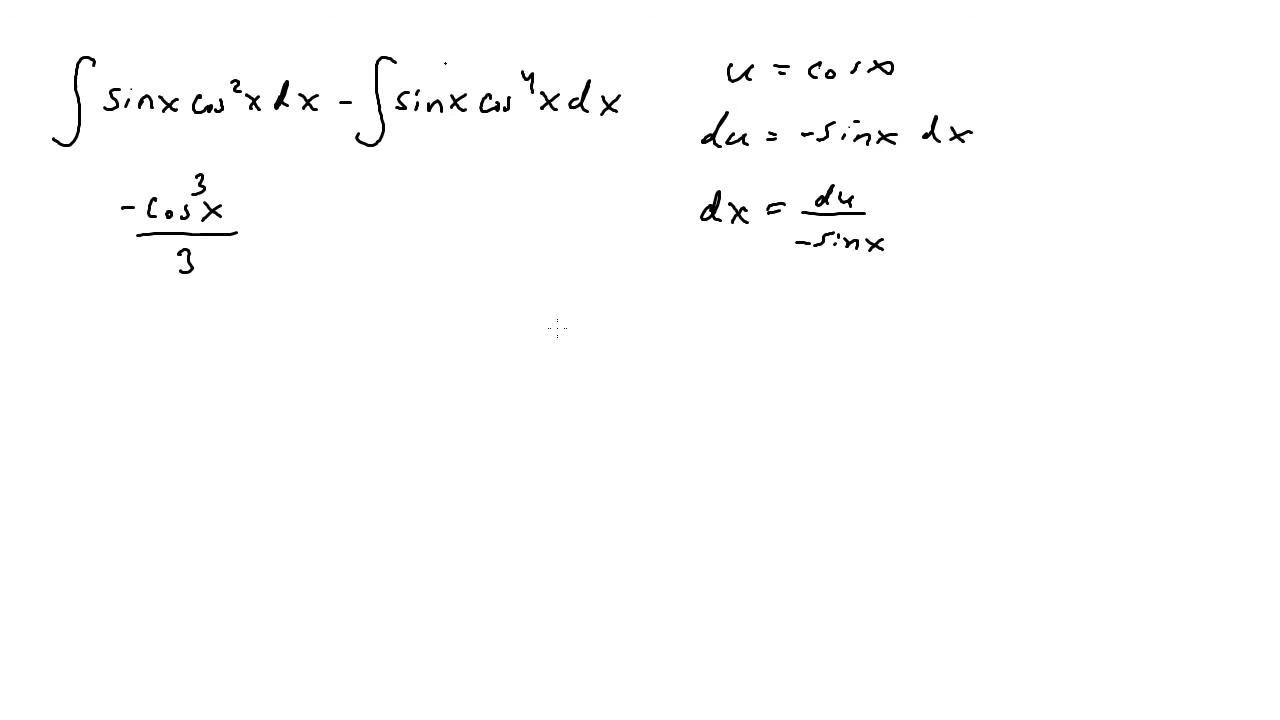 ∫ sinx cos²x dx - ∫ sinx cos⁴x dx
-cos³x
3
u = cosx
du = -sinx dx
dx = du/-sinx